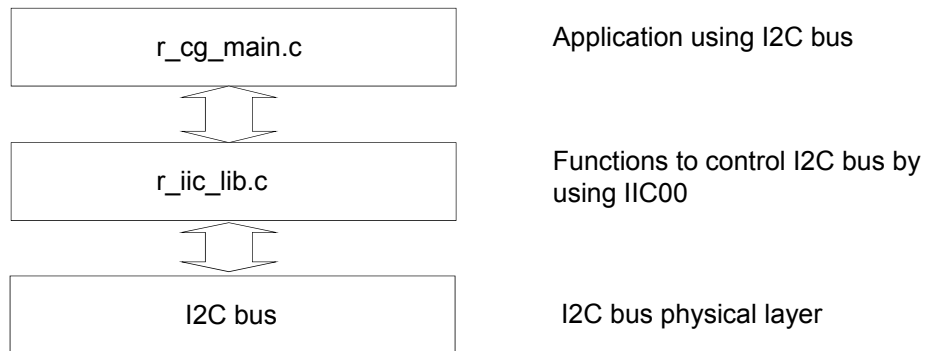 r_cg_main.c
Application using I2C bus
r_iic_lib.c
Functions to control I2C bus by
using IIC00
I2C bus
I2C bus physical layer